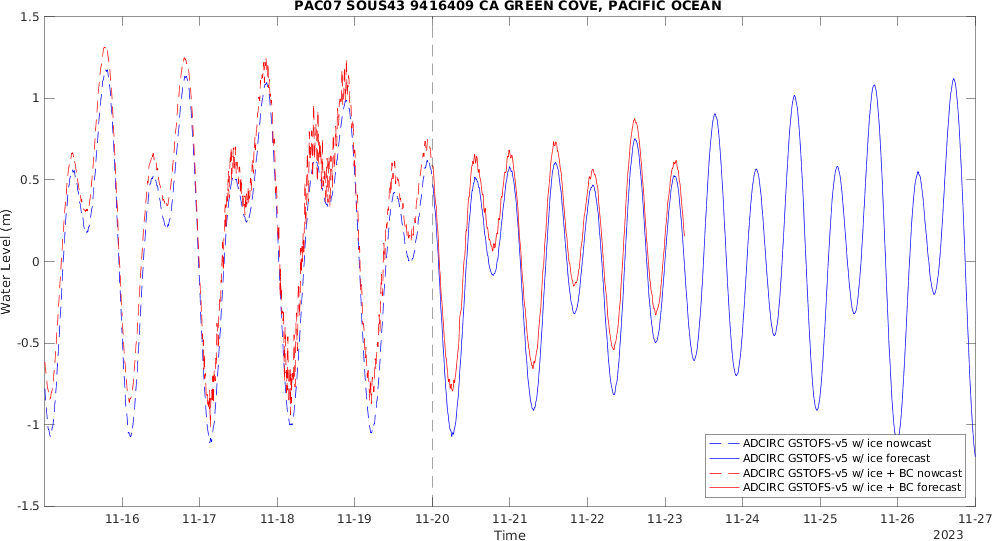 PAC07 SOUS43 9416409 CA GREEN COVE, PACIFIC OCEAN
1.5
1
0.5
0
-0.5
-1
-1.5
Water Level (m)
ADCIRC GSTOFS-v5 w/ ice nowcast
ADCIRC GSTOFS-v5 w/ ice forecast
ADCIRC GSTOFS-v5 w/ ice + BC nowcast
ADCIRC GSTOFS-v5 w/ ice + BC forecast
11-16 11-17 11-18 11-19 11-20 11-21 11-22 11-23 11-24 11-25 11-26 11-27
Time
2023